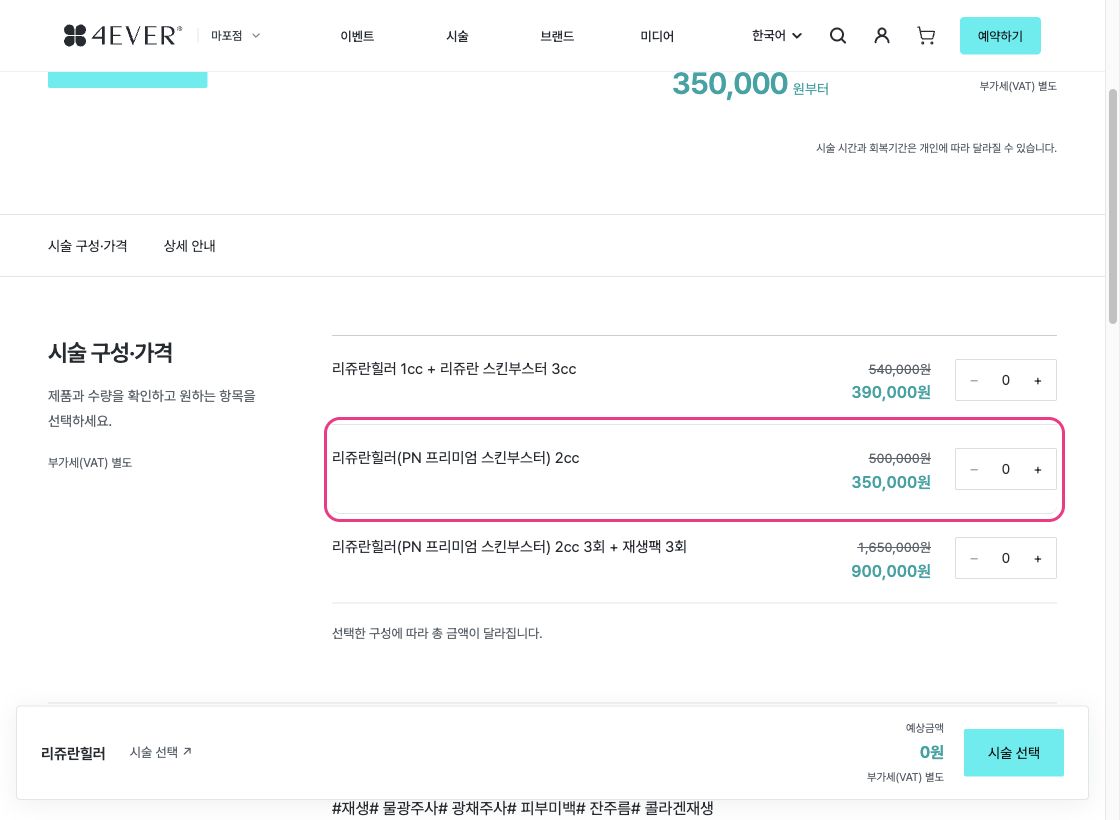 4EVER®
마포점
이벤트
시술
브랜드
미디어
한국어
예약하기
350,000 원부터
부가세(VAT) 별도
시술 시간과 회복기간은 개인에 따라 달라질 수 있습니다.
시술 구성·가격
상세 안내
시술 구성·가격
제품과 수량을 확인하고 원하는 항목을
선택하세요.
부가세(VAT) 별도
리쥬란힐러 1cc + 리쥬란 스킨부스터 3cc
540,000원
390,000원
− 0 +
리쥬란힐러(PN 프리미엄 스킨부스터) 2cc
500,000원
350,000원
− 0 +
리쥬란힐러(PN 프리미엄 스킨부스터) 2cc 3회 + 재생팩 3회
1,650,000원
900,000원
− 0 +
선택한 구성에 따라 총 금액이 달라집니다.
리쥬란힐러
시술 선택 ↗
예상금액
0원
부가세(VAT) 별도
시술 선택
#재생# 물광주사# 광채주사# 피부미백# 잔주름# 콜라겐재생